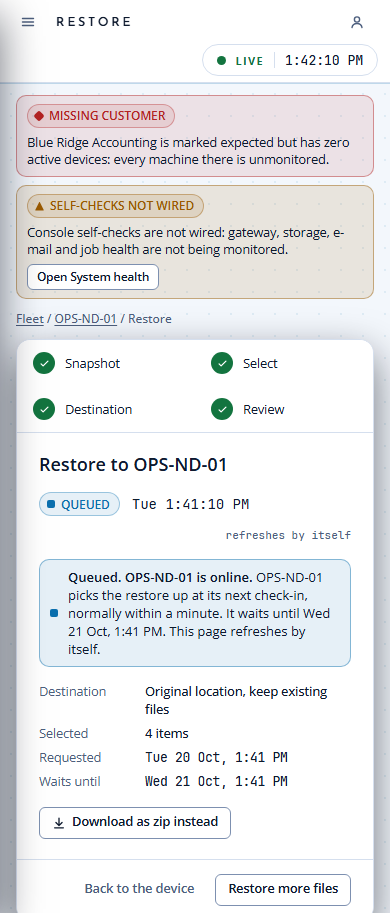 RESTORE
LIVE 1:42:10 PM
MISSING CUSTOMER
Blue Ridge Accounting is marked expected but has zero
active devices: every machine there is unmonitored.
SELF-CHECKS NOT WIRED
Console self-checks are not wired: gateway, storage, e-
mail and job health are not being monitored.
Open System health
Fleet / OPS-ND-01 / Restore
Snapshot
Select
Destination
Review
Restore to OPS-ND-01
QUEUED Tue 1:41:10 PM
refreshes by itself
Queued. OPS-ND-01 is online. OPS-ND-01
picks the restore up at its next check-in,
normally within a minute. It waits until Wed
21 Oct, 1:41 PM. This page refreshes by
itself.
Destination Original location, keep existing
files
Selected 4 items
Requested Tue 20 Oct, 1:41 PM
Waits until Wed 21 Oct, 1:41 PM
Download as zip instead
Back to the device
Restore more files